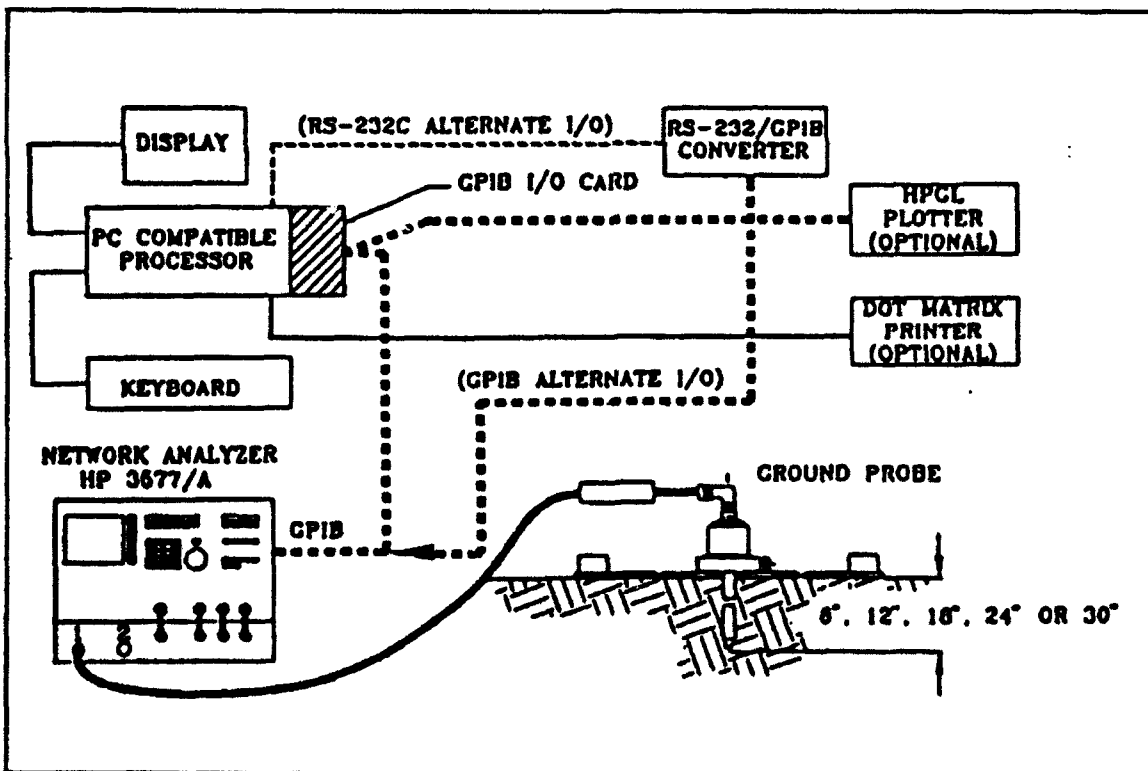 DISPLAY
(RS-232C ALTERNATE I/O)
RS-232/GPIB
CONVERTER
GPIB I/O CARD
HPGL
PLOTTER
(OPTIONAL)
PC COMPATIBLE
PROCESSOR
DOT MATRIX
PRINTER
(OPTIONAL)
KEYBOARD
(GPIB ALTERNATE I/O)
NETWORK ANALYZER
HP 3577/A
GROUND PROBE
GPIB
6", 12", 18", 24" OR 30"